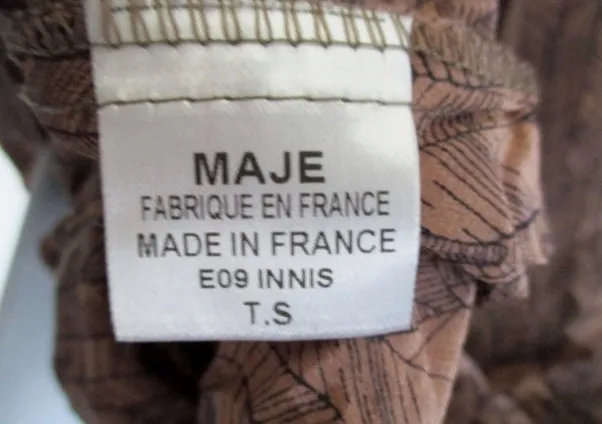 MAJE
FABRIQUE EN FRANCE
MADE IN FRANCE
E09 INNIS
T.S